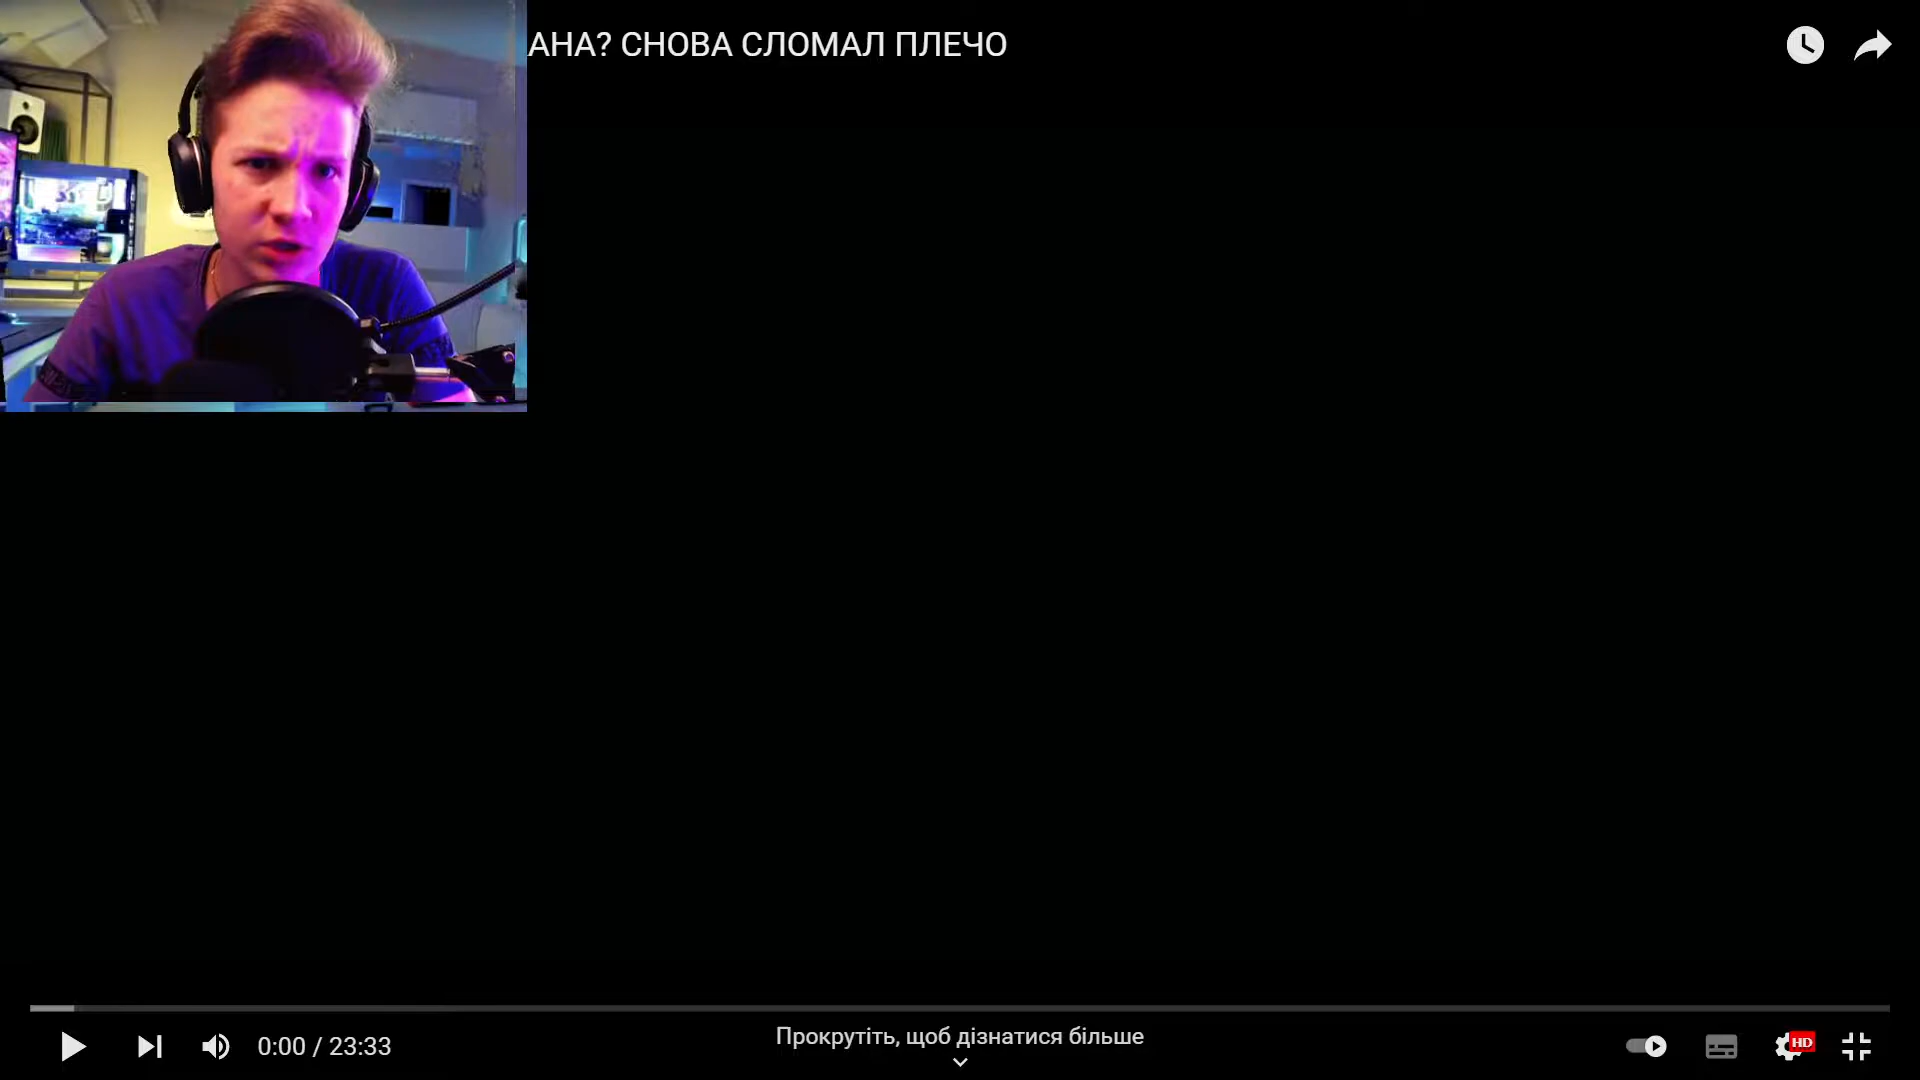 АНА? СНОВА СЛОМАЛ ПЛЕЧО
0:00 / 23:33
Прокрутіть, щоб дізнатися більше
HD